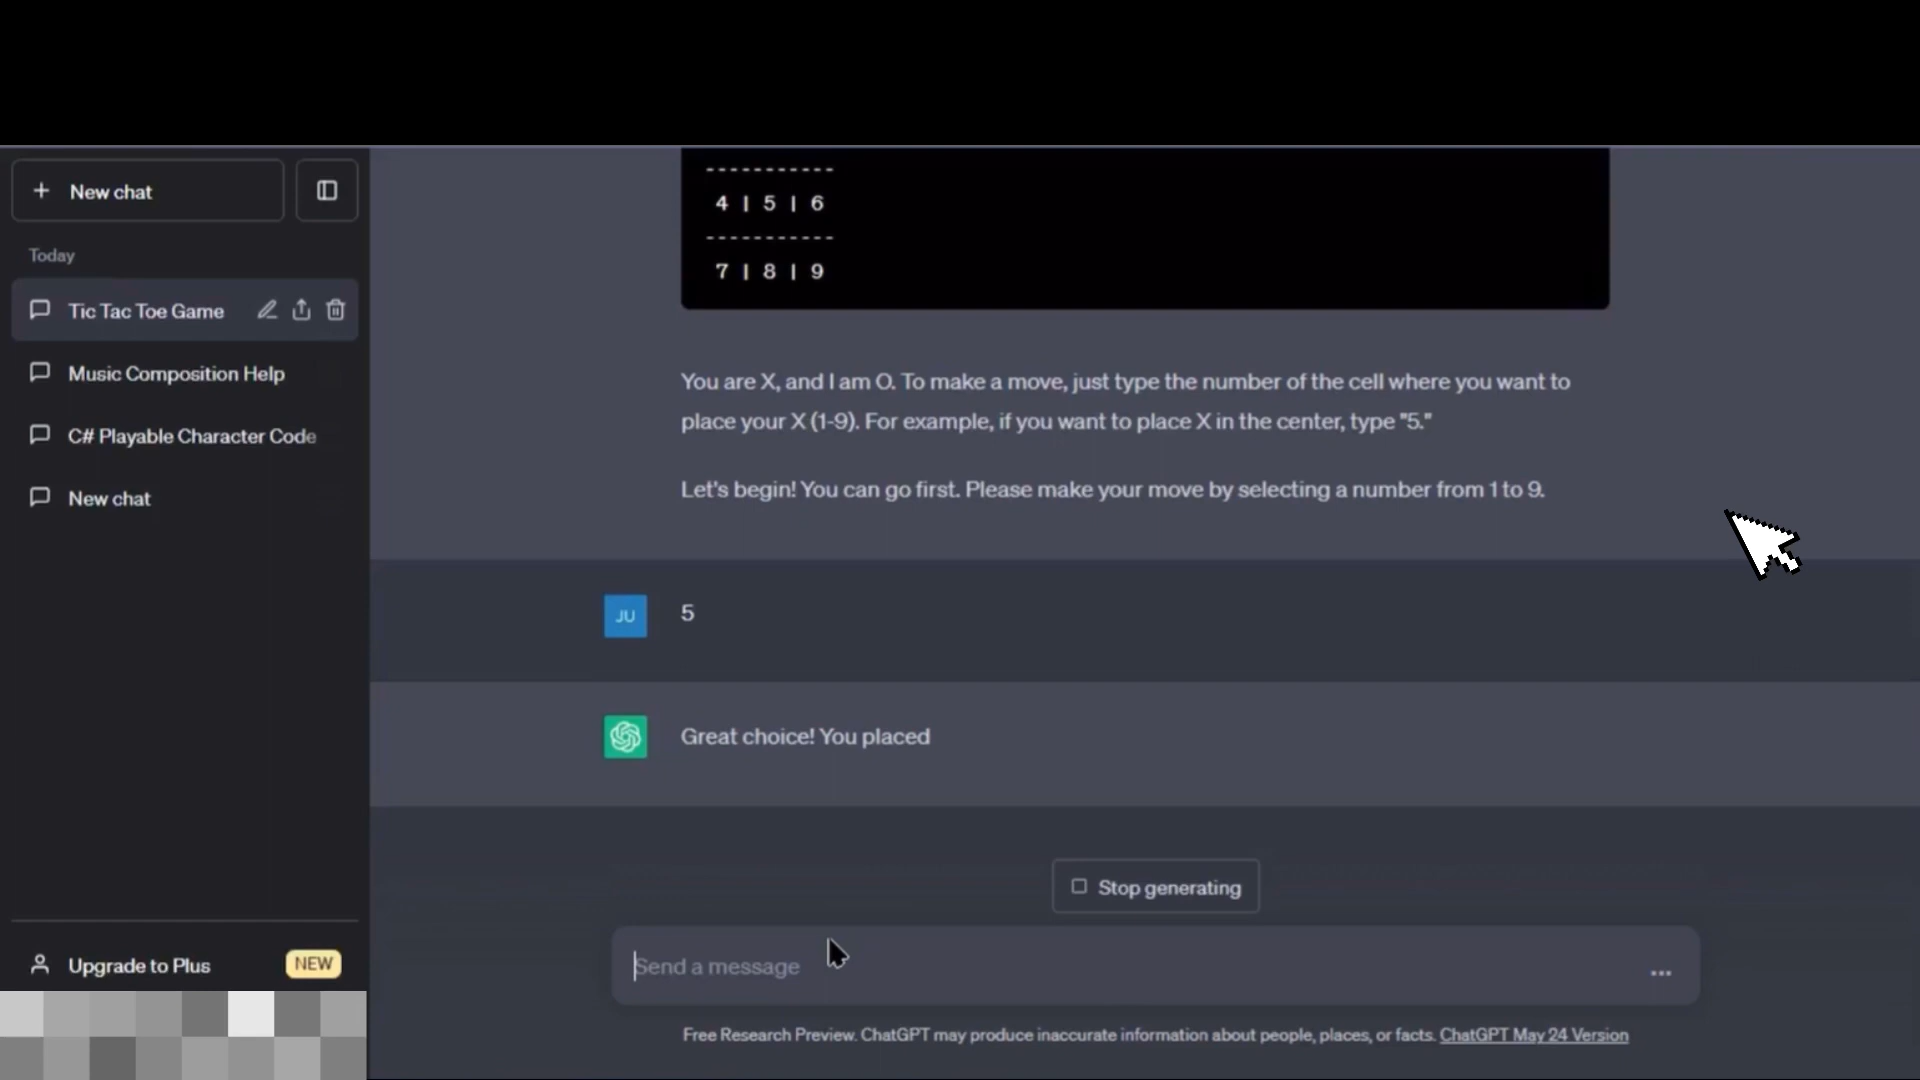 New chat
Today
Tic Tac Toe Game
Music Composition Help
C# Playable Character Code
New chat
Upgrade to Plus NEW
-----------
4 | 5 | 6
-----------
7 | 8 | 9
You are X, and I am O. To make a move, just type the number of the cell where you want to
place your X (1-9). For example, if you want to place X in the center, type "5."
Let's begin! You can go first. Please make your move by selecting a number from 1 to 9.
JU 5
Great choice! You placed
Stop generating
Send a message
Free Research Preview. ChatGPT may produce inaccurate information about people, places, or facts. ChatGPT May 24 Version